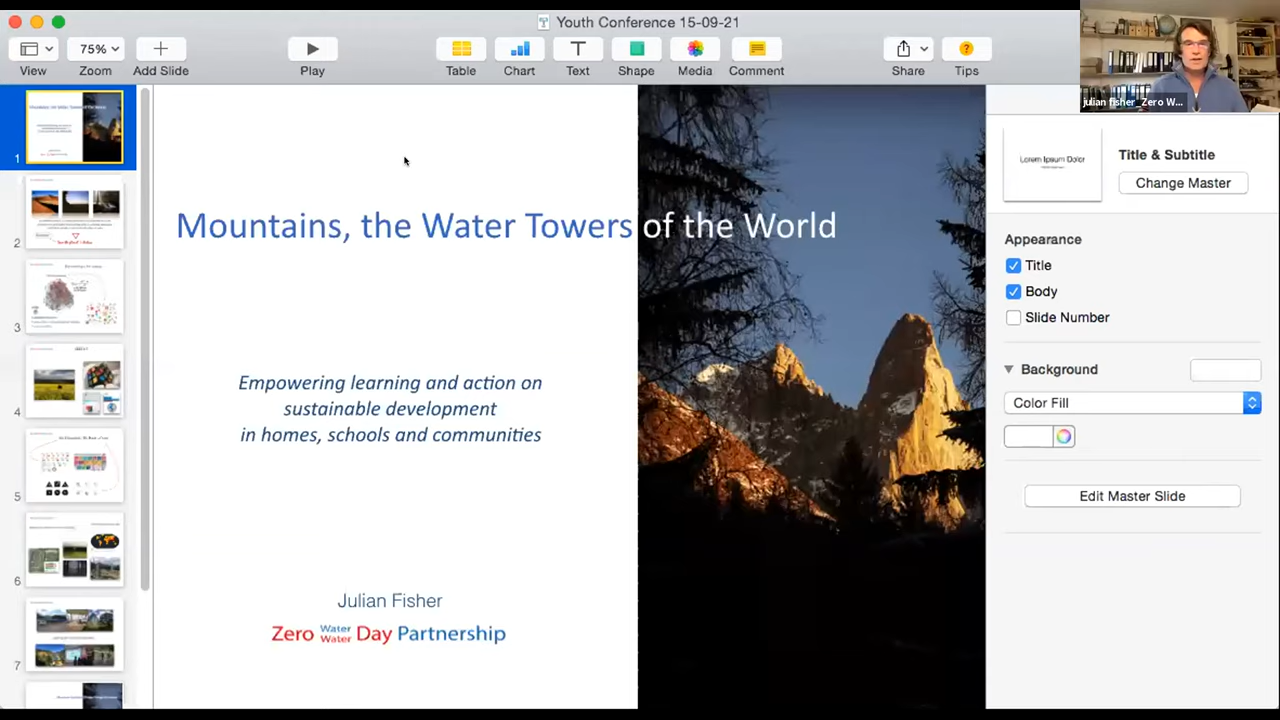 Youth Conference 15-09-21
75%
View
Zoom
Add Slide
Play
Table
Chart
Text
Shape
Media
Comment
Share
Tips
julian fisher_Zero W...
1
2
3
4
5
6
7
Mountains, the Water Towers of the World
Empowering learning and action on
sustainable development
in homes, schools and communities
Julian Fisher
Zero Water Water Day Partnership
Lorem Ipsum Dolor
Title & Subtitle
Change Master
Appearance
Title
Body
Slide Number
Background
Color Fill
Edit Master Slide